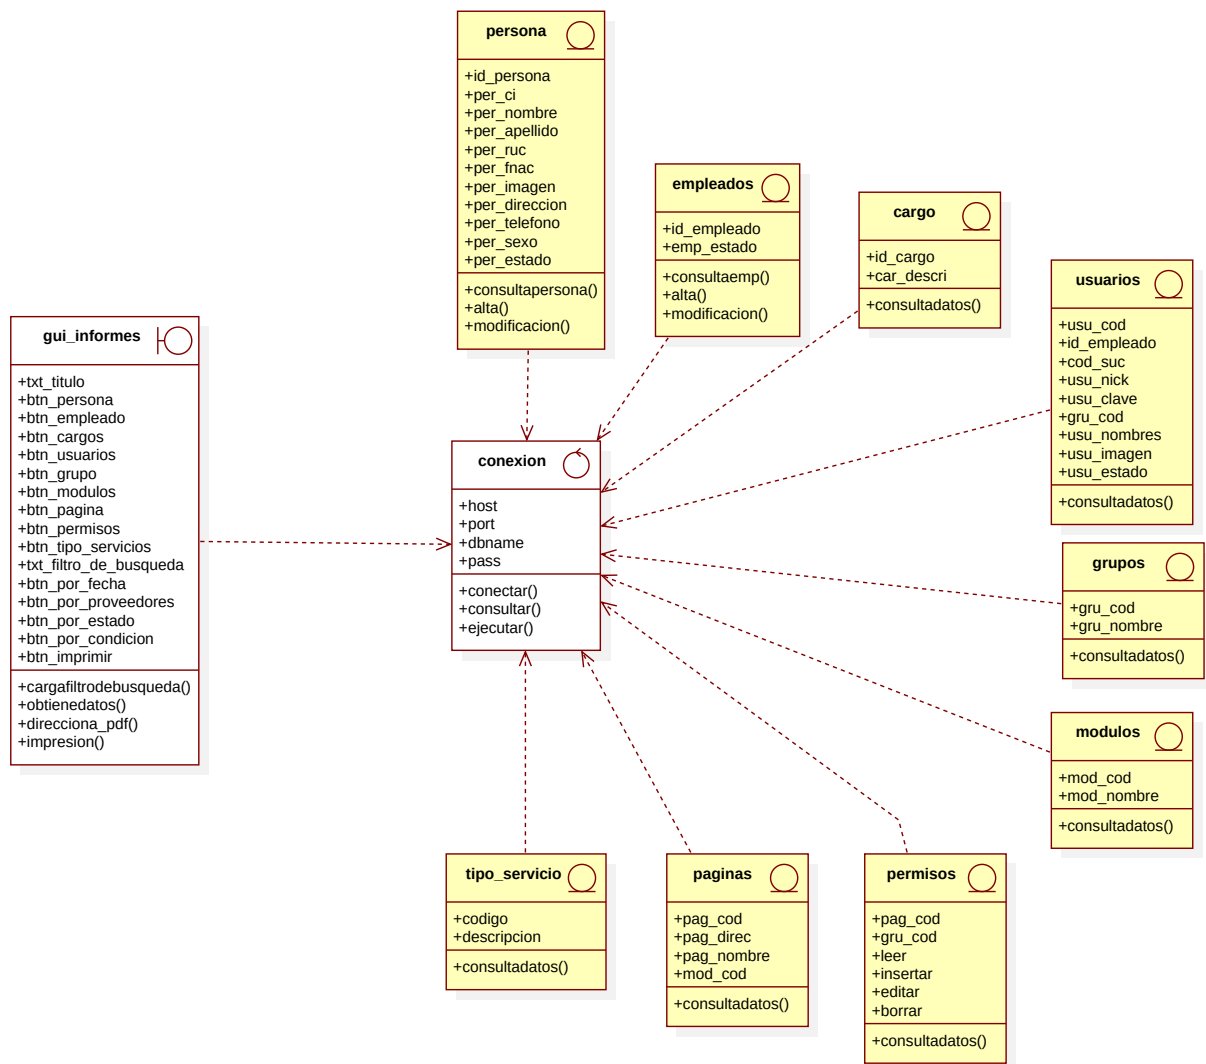 persona
+id_persona
+per_ci
+per_nombre
+per_apellido
+per_ruc
+per_fnac
+per_imagen
+per_direccion
+per_telefono
+per_sexo
+per_estado
+consultapersona()
+alta()
+modificacion()
empleados
+id_empleado
+emp_estado
+consultaemp()
+alta()
+modificacion()
cargo
+id_cargo
+car_descri
+consultadatos()
usuarios
+usu_cod
+id_empleado
+cod_suc
+usu_nick
+usu_clave
+gru_cod
+usu_nombres
+usu_imagen
+usu_estado
+consultadatos()
gui_informes
+txt_titulo
+btn_persona
+btn_empleado
+btn_cargos
+btn_usuarios
+btn_grupo
+btn_modulos
+btn_pagina
+btn_permisos
+btn_tipo_servicios
+txt_filtro_de_busqueda
+btn_por_fecha
+btn_por_proveedores
+btn_por_estado
+btn_por_condicion
+btn_imprimir
+cargafiltrodebusqueda()
+obtienedatos()
+direcciona_pdf()
+impresion()
conexion
+host
+port
+dbname
+pass
+conectar()
+consultar()
+ejecutar()
grupos
+gru_cod
+gru_nombre
+consultadatos()
modulos
+mod_cod
+mod_nombre
+consultadatos()
tipo_servicio
+codigo
+descripcion
+consultadatos()
paginas
+pag_cod
+pag_direc
+pag_nombre
+mod_cod
+consultadatos()
permisos
+pag_cod
+gru_cod
+leer
+insertar
+editar
+borrar
+consultadatos()